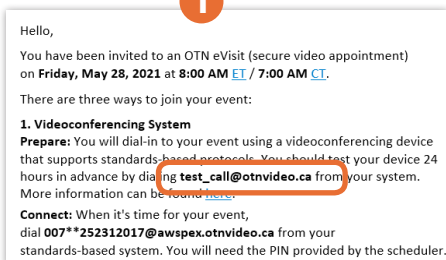 1
Hello,
You have been invited to an OTN eVisit (secure video appointment)
on Friday, May 28, 2021 at 8:00 AM ET / 7:00 AM CT.
There are three ways to join your event:
1. Videoconferencing System
Prepare: You will dial-in to your event using a videoconferencing device
that supports standards-based protocols. You should test your device 24
hours in advance by dialing test_call@otnvideo.ca from your system.
More information can be found here.
Connect: When it's time for your event,
dial 007**252312017@awspex.otnvideo.ca from your
standards-based system. You will need the PIN provided by the scheduler.